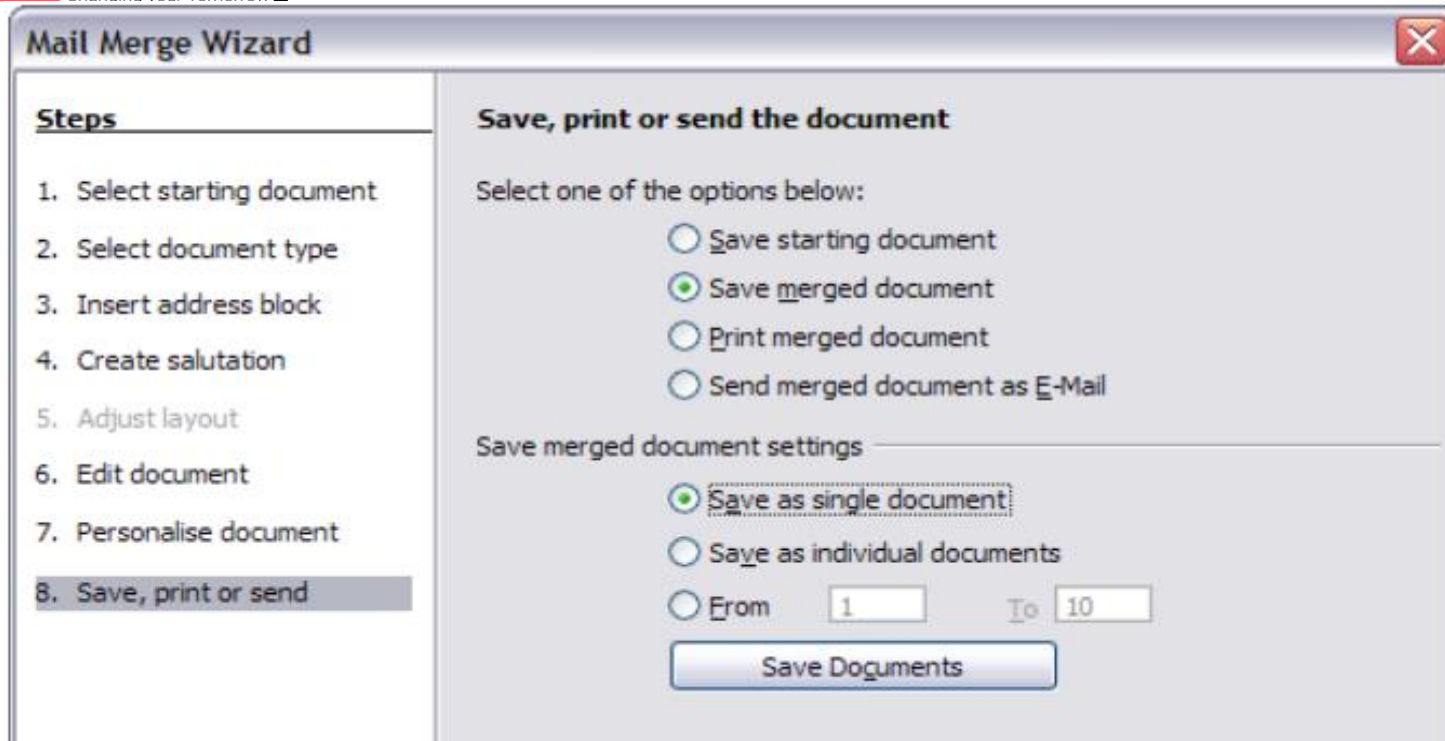 Mail Merge Wizard
Steps
1. Select starting document
2. Select document type
3. Insert address block
4. Create salutation
5. Adjust layout
6. Edit document
7. Personalise document
8. Save, print or send
Save, print or send the document
Select one of the options below:
Save starting document
Save merged document
Print merged document
Send merged document as E-Mail
Save merged document settings
Save as single document
Save as individual documents
From 1 To 10
Save Documents